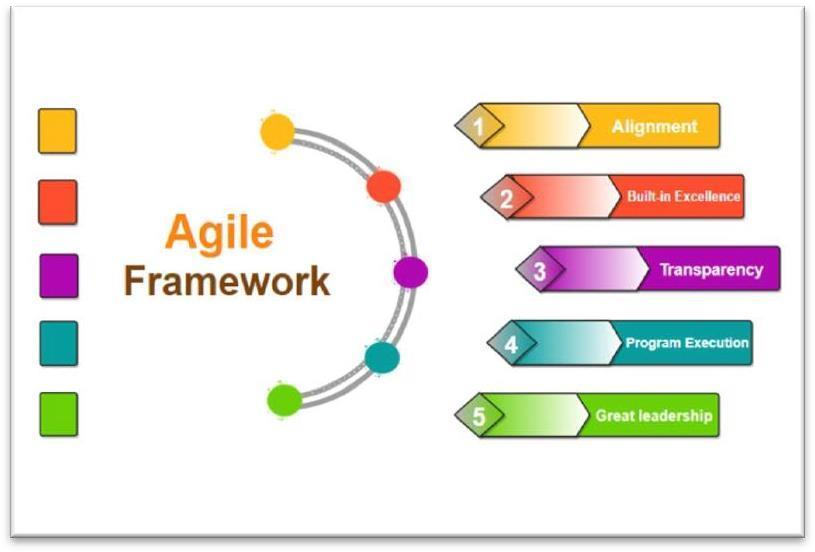 Agile
Framework
1 Alignment
2 Built-in Excellence
3 Transparency
4 Program Execution
5 Great leadership